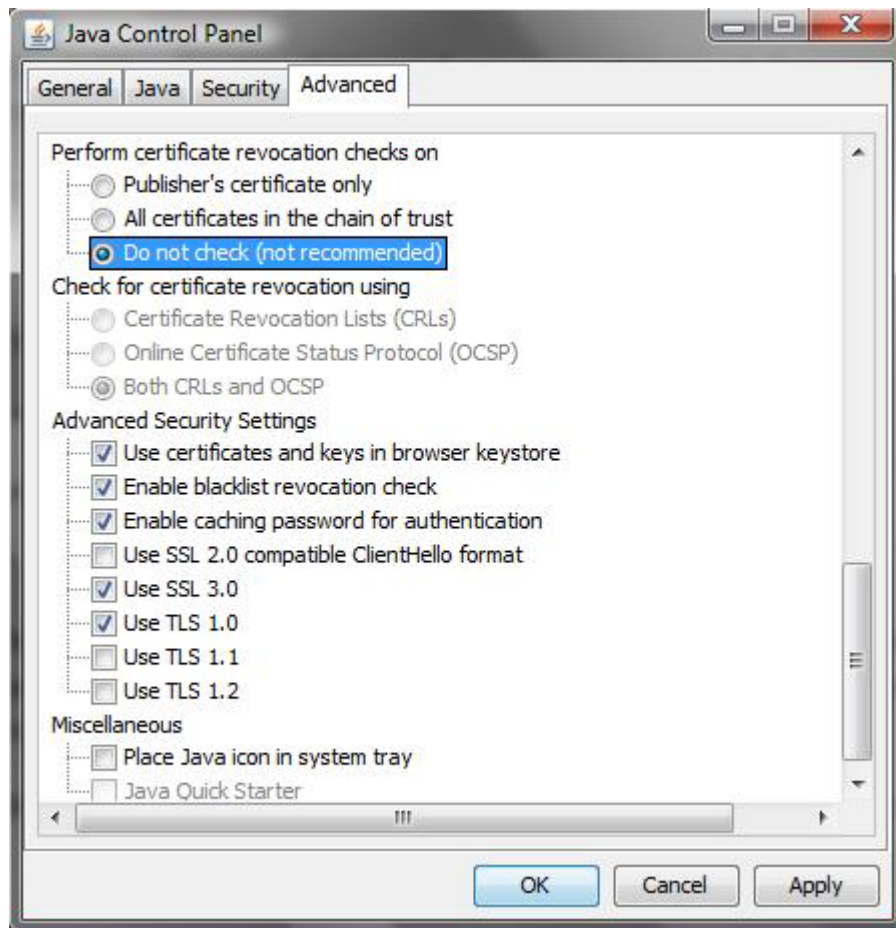 Java Control Panel
General Java Security Advanced
Perform certificate revocation checks on
Publisher's certificate only
All certificates in the chain of trust
Do not check (not recommended)
Check for certificate revocation using
Certificate Revocation Lists (CRLs)
Online Certificate Status Protocol (OCSP)
Both CRLs and OCSP
Advanced Security Settings
Use certificates and keys in browser keystore
Enable blacklist revocation check
Enable caching password for authentication
Use SSL 2.0 compatible ClientHello format
Use SSL 3.0
Use TLS 1.0
Use TLS 1.1
Use TLS 1.2
Miscellaneous
Place Java icon in system tray
Java Quick Starter
OK Cancel Apply